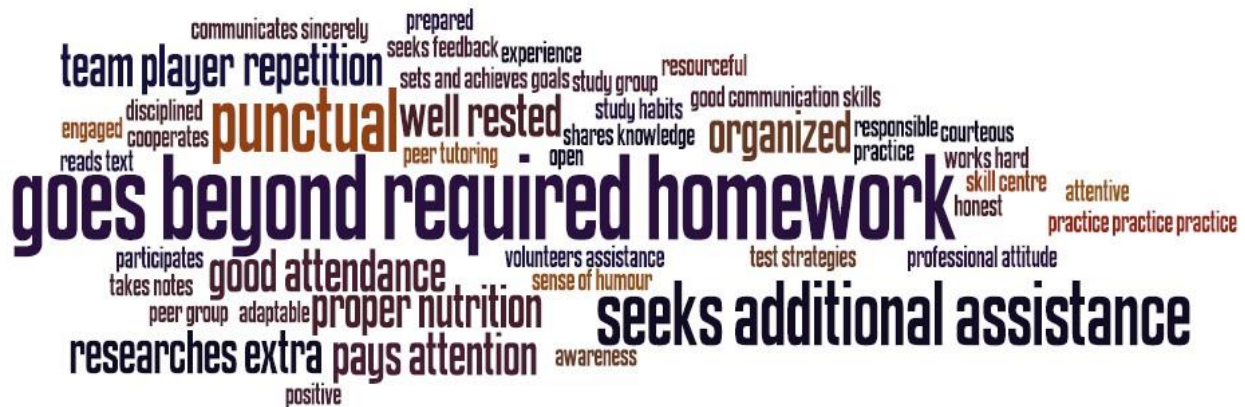 communicates sincerely
prepared
team player
repetition
seeks feedback
experience
resourceful
sets and achieves goals
study group
disciplined
punctual
well rested
study habits
good communication skills
engaged
cooperates
shares knowledge
organized
responsible
courteous
reads text
peer tutoring
open
practice
works hard
goes beyond required homework
skill centre
attentive
honest
practice practice practice
participates
good attendance
volunteers assistance
test strategies
professional attitude
takes notes
sense of humour
peer group
adaptable
proper nutrition
seeks additional assistance
researches extra
pays attention
awareness
positive